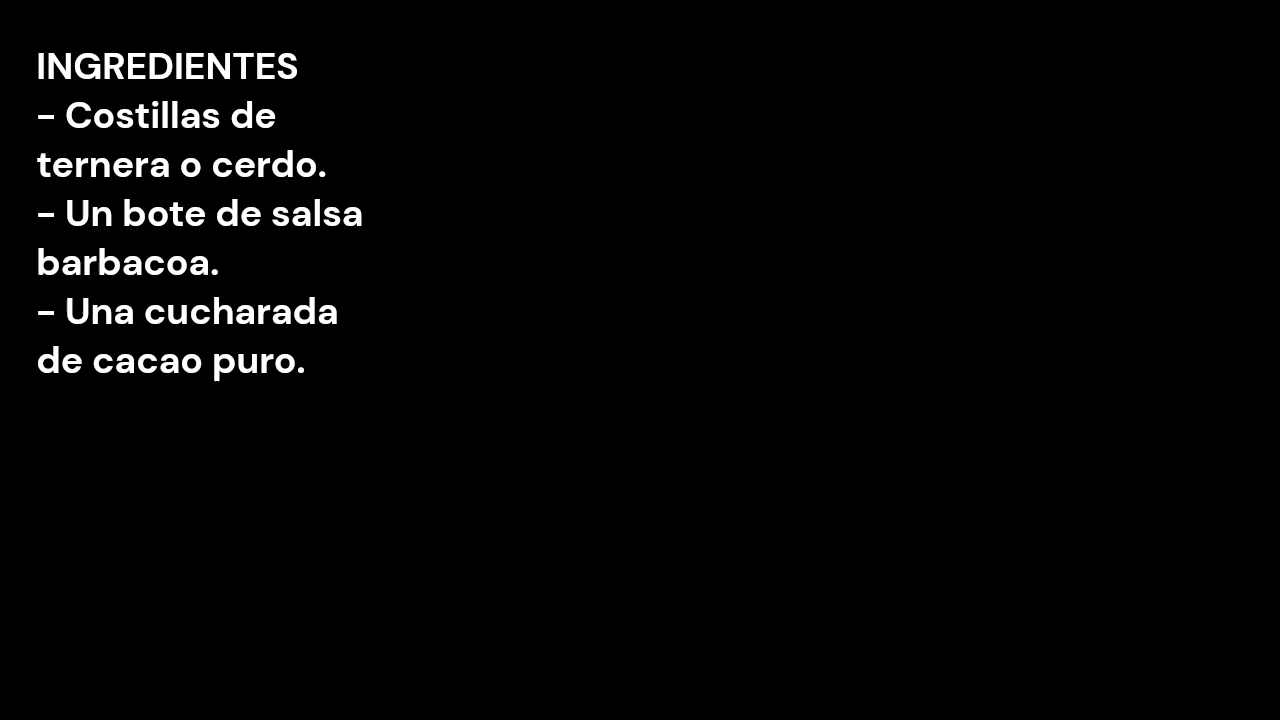 INGREDIENTES
- Costillas de
ternera o cerdo.
- Un bote de salsa
barbacoa.
- Una cucharada
de cacao puro.